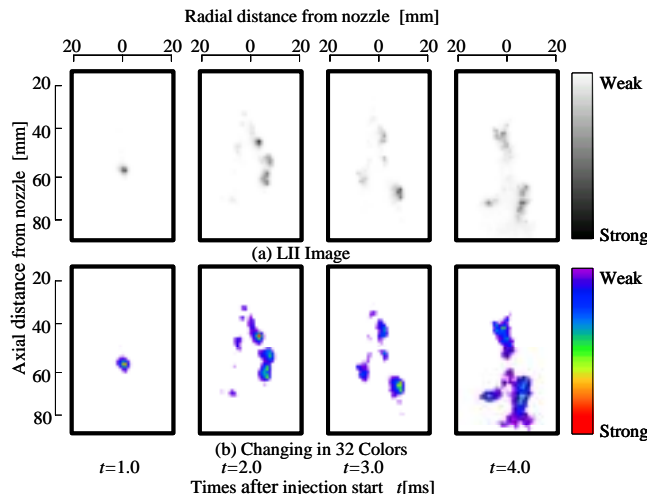 Radial distance from nozzle [mm]
20 0 20 20 0 20 20 0 20 20 0 20
Axial distance from nozzle [mm]
20
40
60
80
Weak
Strong
(a) LII Image
20
40
60
80
Weak
Strong
(b) Changing in 32 Colors
t=1.0 t=2.0 t=3.0 t=4.0
Times after injection start t[ms]